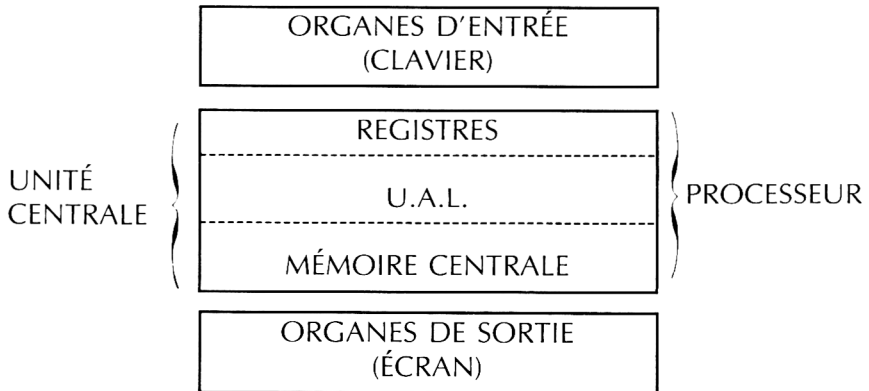 ORGANES D'ENTRÉE
(CLAVIER)
REGISTRES
UNITÉ
CENTRALE
U.A.L.
PROCESSEUR
MÉMOIRE CENTRALE
ORGANES DE SORTIE
(ÉCRAN)